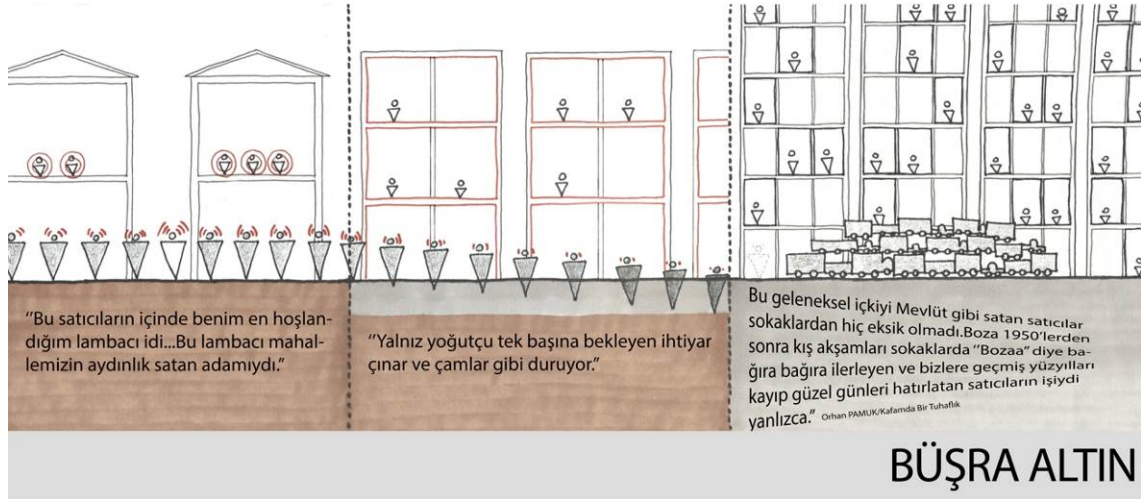 "Bu satıcıların içinde benim en hoşlan-
dığım lambacı idi...Bu lambacı mahal-
lemizin aydınlık satan adamıydı."
"Yalnız yoğutçu tek başına bekleyen ihtiyar
çınar ve çamlar gibi duruyor."
Bu geleneksel içkiyi Mevlüt gibi satan satıcılar
sokaklardan hiç eksik olmadı.Boza 1950'lerden
sonra kış akşamları sokaklarda "Bozaa" diye ba-
ğıra bağıra ilerleyen ve bizlere geçmiş yüzyılları
kayıp güzel günleri hatırlatan satıcıların işiydi
yanlızca." Orhan PAMUK/Kafamda Bir Tuhaflık
BÜŞRA ALTIN